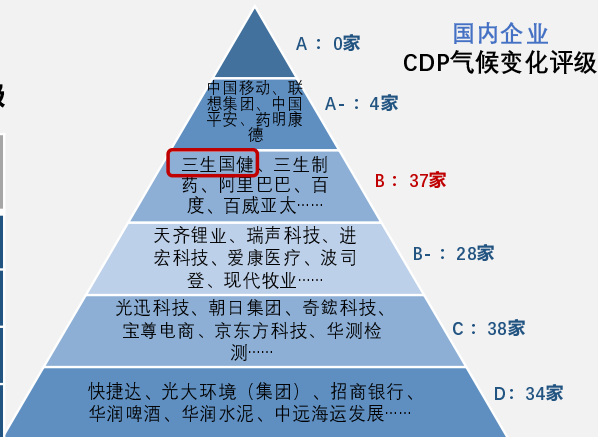 国内企业
CDP气候变化评级
A：0家
中国移动、联
想集团、中国
平安、药明康
德
A-：4家
三生国健、三生制
药、阿里巴巴、百
度、百威亚太……
B：37家
天齐锂业、瑞声科技、进
宏科技、爱康医疗、波司
登、现代牧业……
B-：28家
光迅科技、朝日集团、奇鋐科技、
宝尊电商、京东方科技、华测检
测……
C：38家
快捷达、光大环境（集团）、招商银行、
华润啤酒、华润水泥、中远海运发展……
D：34家